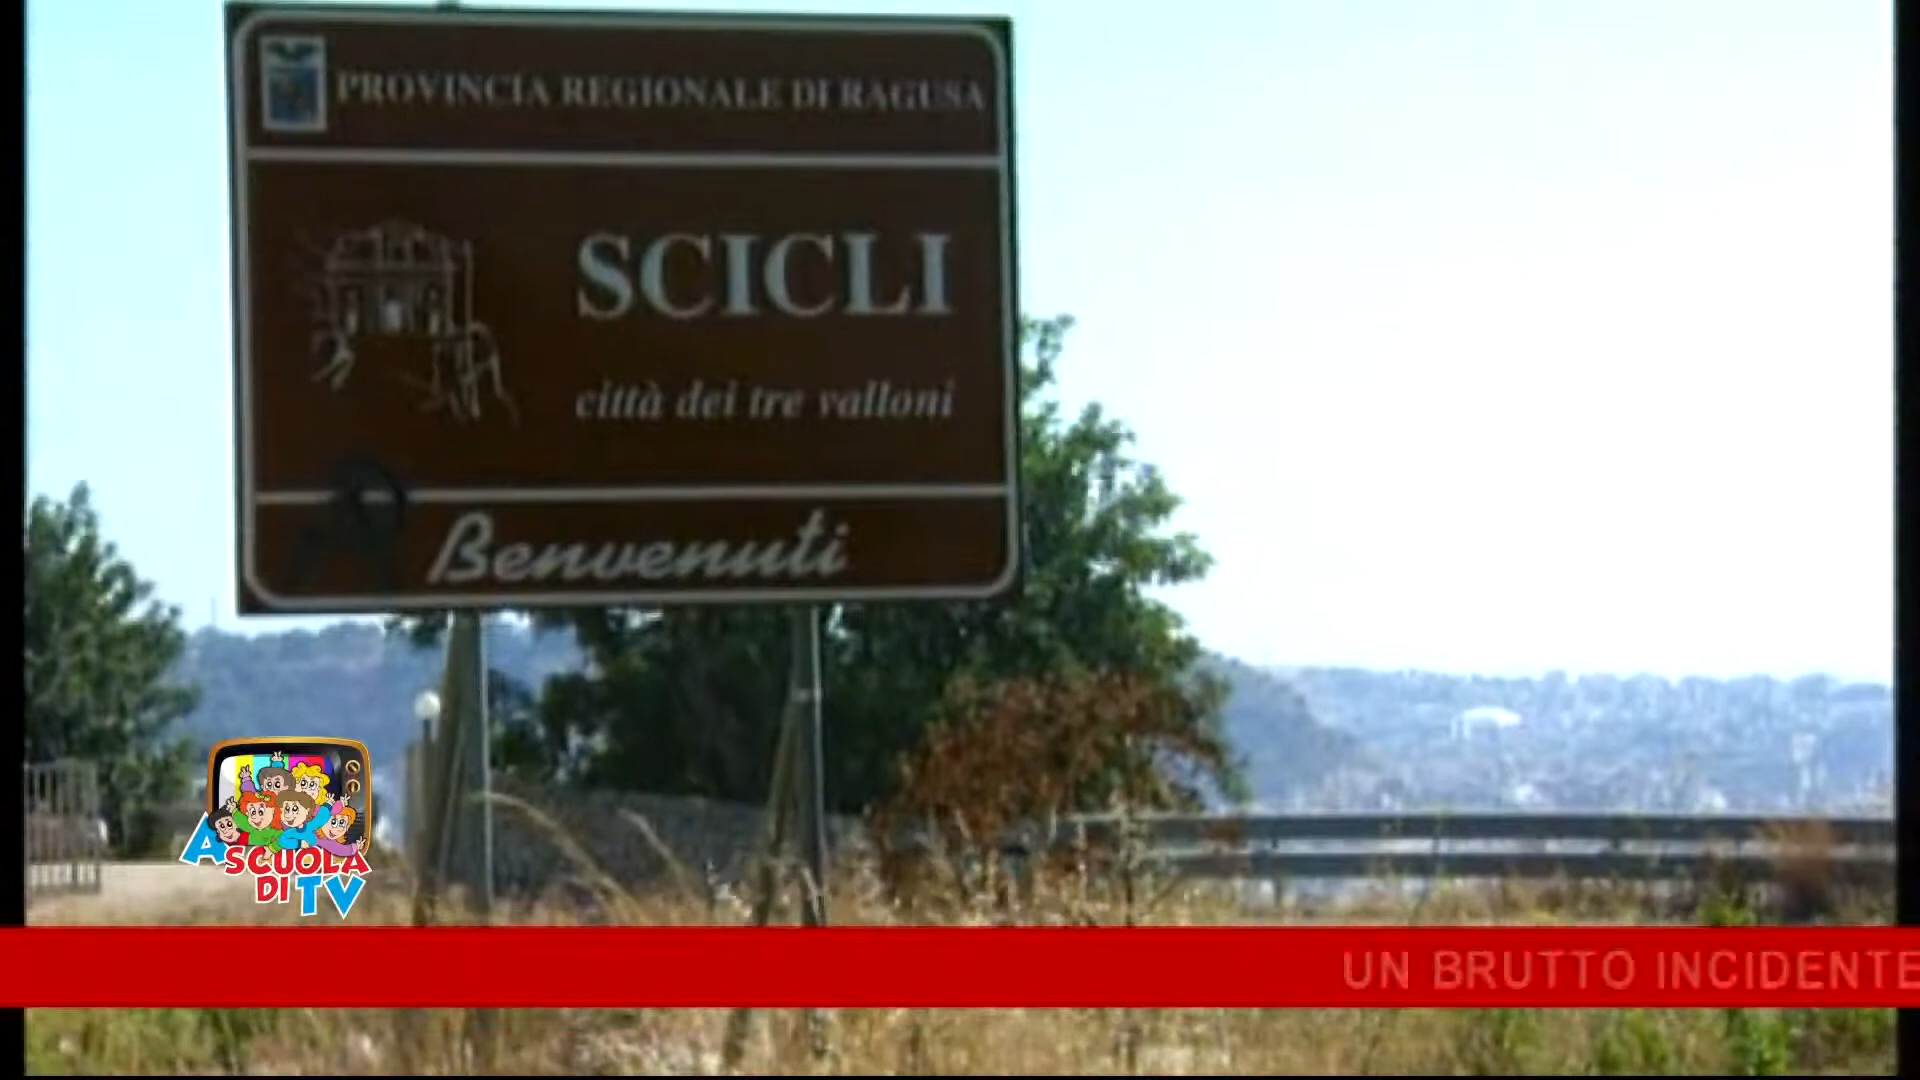 PROVINCIA REGIONALE DI RAGUSA
SCICLI
città dei tre valloni
Benvenuti
A SCUOLA
DI TV
UN BRUTTO INCIDENTE